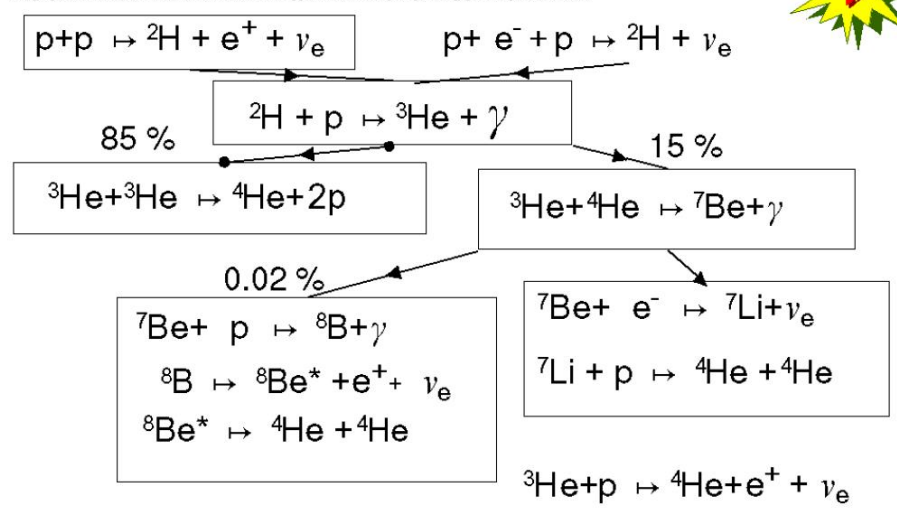 p+p ↦ ²H + e⁺ + νₑ
p+ e⁻ +p ↦ ²H + νₑ
²H + p ↦ ³He + γ
85 %
15 %
³He+³He ↦ ⁴He+2p
³He+⁴He ↦ ⁷Be+γ
0.02 %
⁷Be+ p ↦ ⁸B+γ
⁸B ↦ ⁸Be* +e⁺+ νₑ
⁸Be* ↦ ⁴He +⁴He
⁷Be+ e⁻ ↦ ⁷Li+νₑ
⁷Li + p ↦ ⁴He +⁴He
³He+p ↦ ⁴He+e⁺ + νₑ